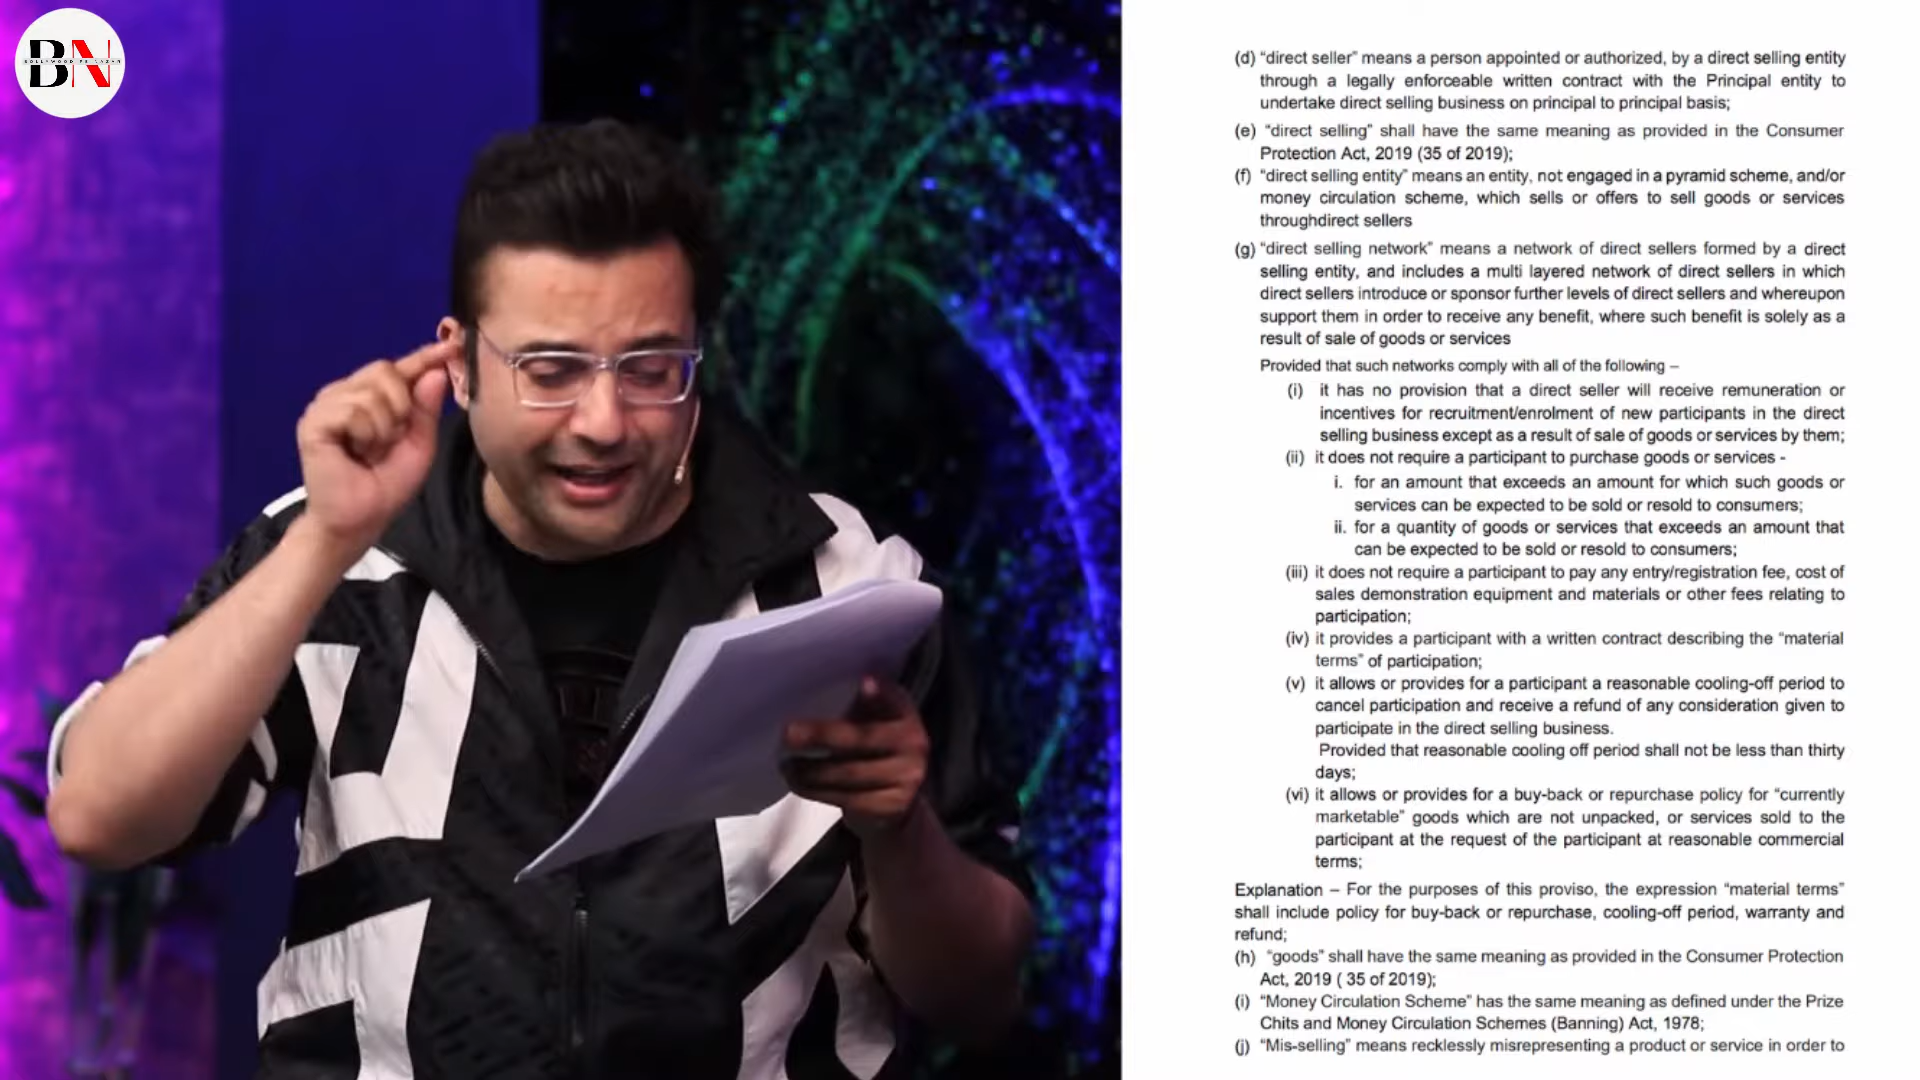 BN
(d) “direct seller” means a person appointed or authorized, by a direct selling entity
through a legally enforceable written contract with the Principal entity to
undertake direct selling business on principal to principal basis;
(e) “direct selling” shall have the same meaning as provided in the Consumer
Protection Act, 2019 (35 of 2019);
(f) “direct selling entity” means an entity, not engaged in a pyramid scheme, and/or
money circulation scheme, which sells or offers to sell goods or services
throughdirect sellers
(g) “direct selling network” means a network of direct sellers formed by a direct
selling entity, and includes a multi layered network of direct sellers in which
direct sellers introduce or sponsor further levels of direct sellers and whereupon
support them in order to receive any benefit, where such benefit is solely as a
result of sale of goods or services
Provided that such networks comply with all of the following –
(i) it has no provision that a direct seller will receive remuneration or
incentives for recruitment/enrolment of new participants in the direct
selling business except as a result of sale of goods or services by them;
(ii) it does not require a participant to purchase goods or services -
i. for an amount that exceeds an amount for which such goods or
services can be expected to be sold or resold to consumers;
ii. for a quantity of goods or services that exceeds an amount that
can be expected to be sold or resold to consumers;
(iii) it does not require a participant to pay any entry/registration fee, cost of
sales demonstration equipment and materials or other fees relating to
participation;
(iv) it provides a participant with a written contract describing the “material
terms” of participation;
(v) it allows or provides for a participant a reasonable cooling-off period to
cancel participation and receive a refund of any consideration given to
participate in the direct selling business.
Provided that reasonable cooling off period shall not be less than thirty
days;
(vi) it allows or provides for a buy-back or repurchase policy for “currently
marketable” goods which are not unpacked, or services sold to the
participant at the request of the participant at reasonable commercial
terms;
Explanation – For the purposes of this proviso, the expression “material terms”
shall include policy for buy-back or repurchase, cooling-off period, warranty and
refund;
(h) “goods” shall have the same meaning as provided in the Consumer Protection
Act, 2019 ( 35 of 2019);
(i) “Money Circulation Scheme” has the same meaning as defined under the Prize
Chits and Money Circulation Schemes (Banning) Act, 1978;
(j) “Mis-selling” means recklessly misrepresenting a product or service in order to